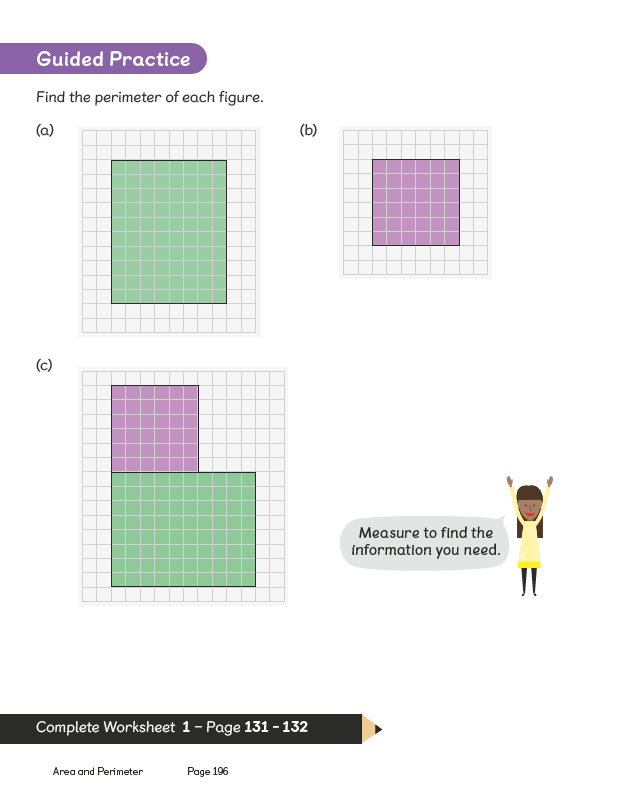 Guided Practice
Find the perimeter of each figure.
(a)
(b)
(c)
Measure to find the
information you need.
Complete Worksheet 1 – Page 131 - 132
Area and Perimeter Page 196